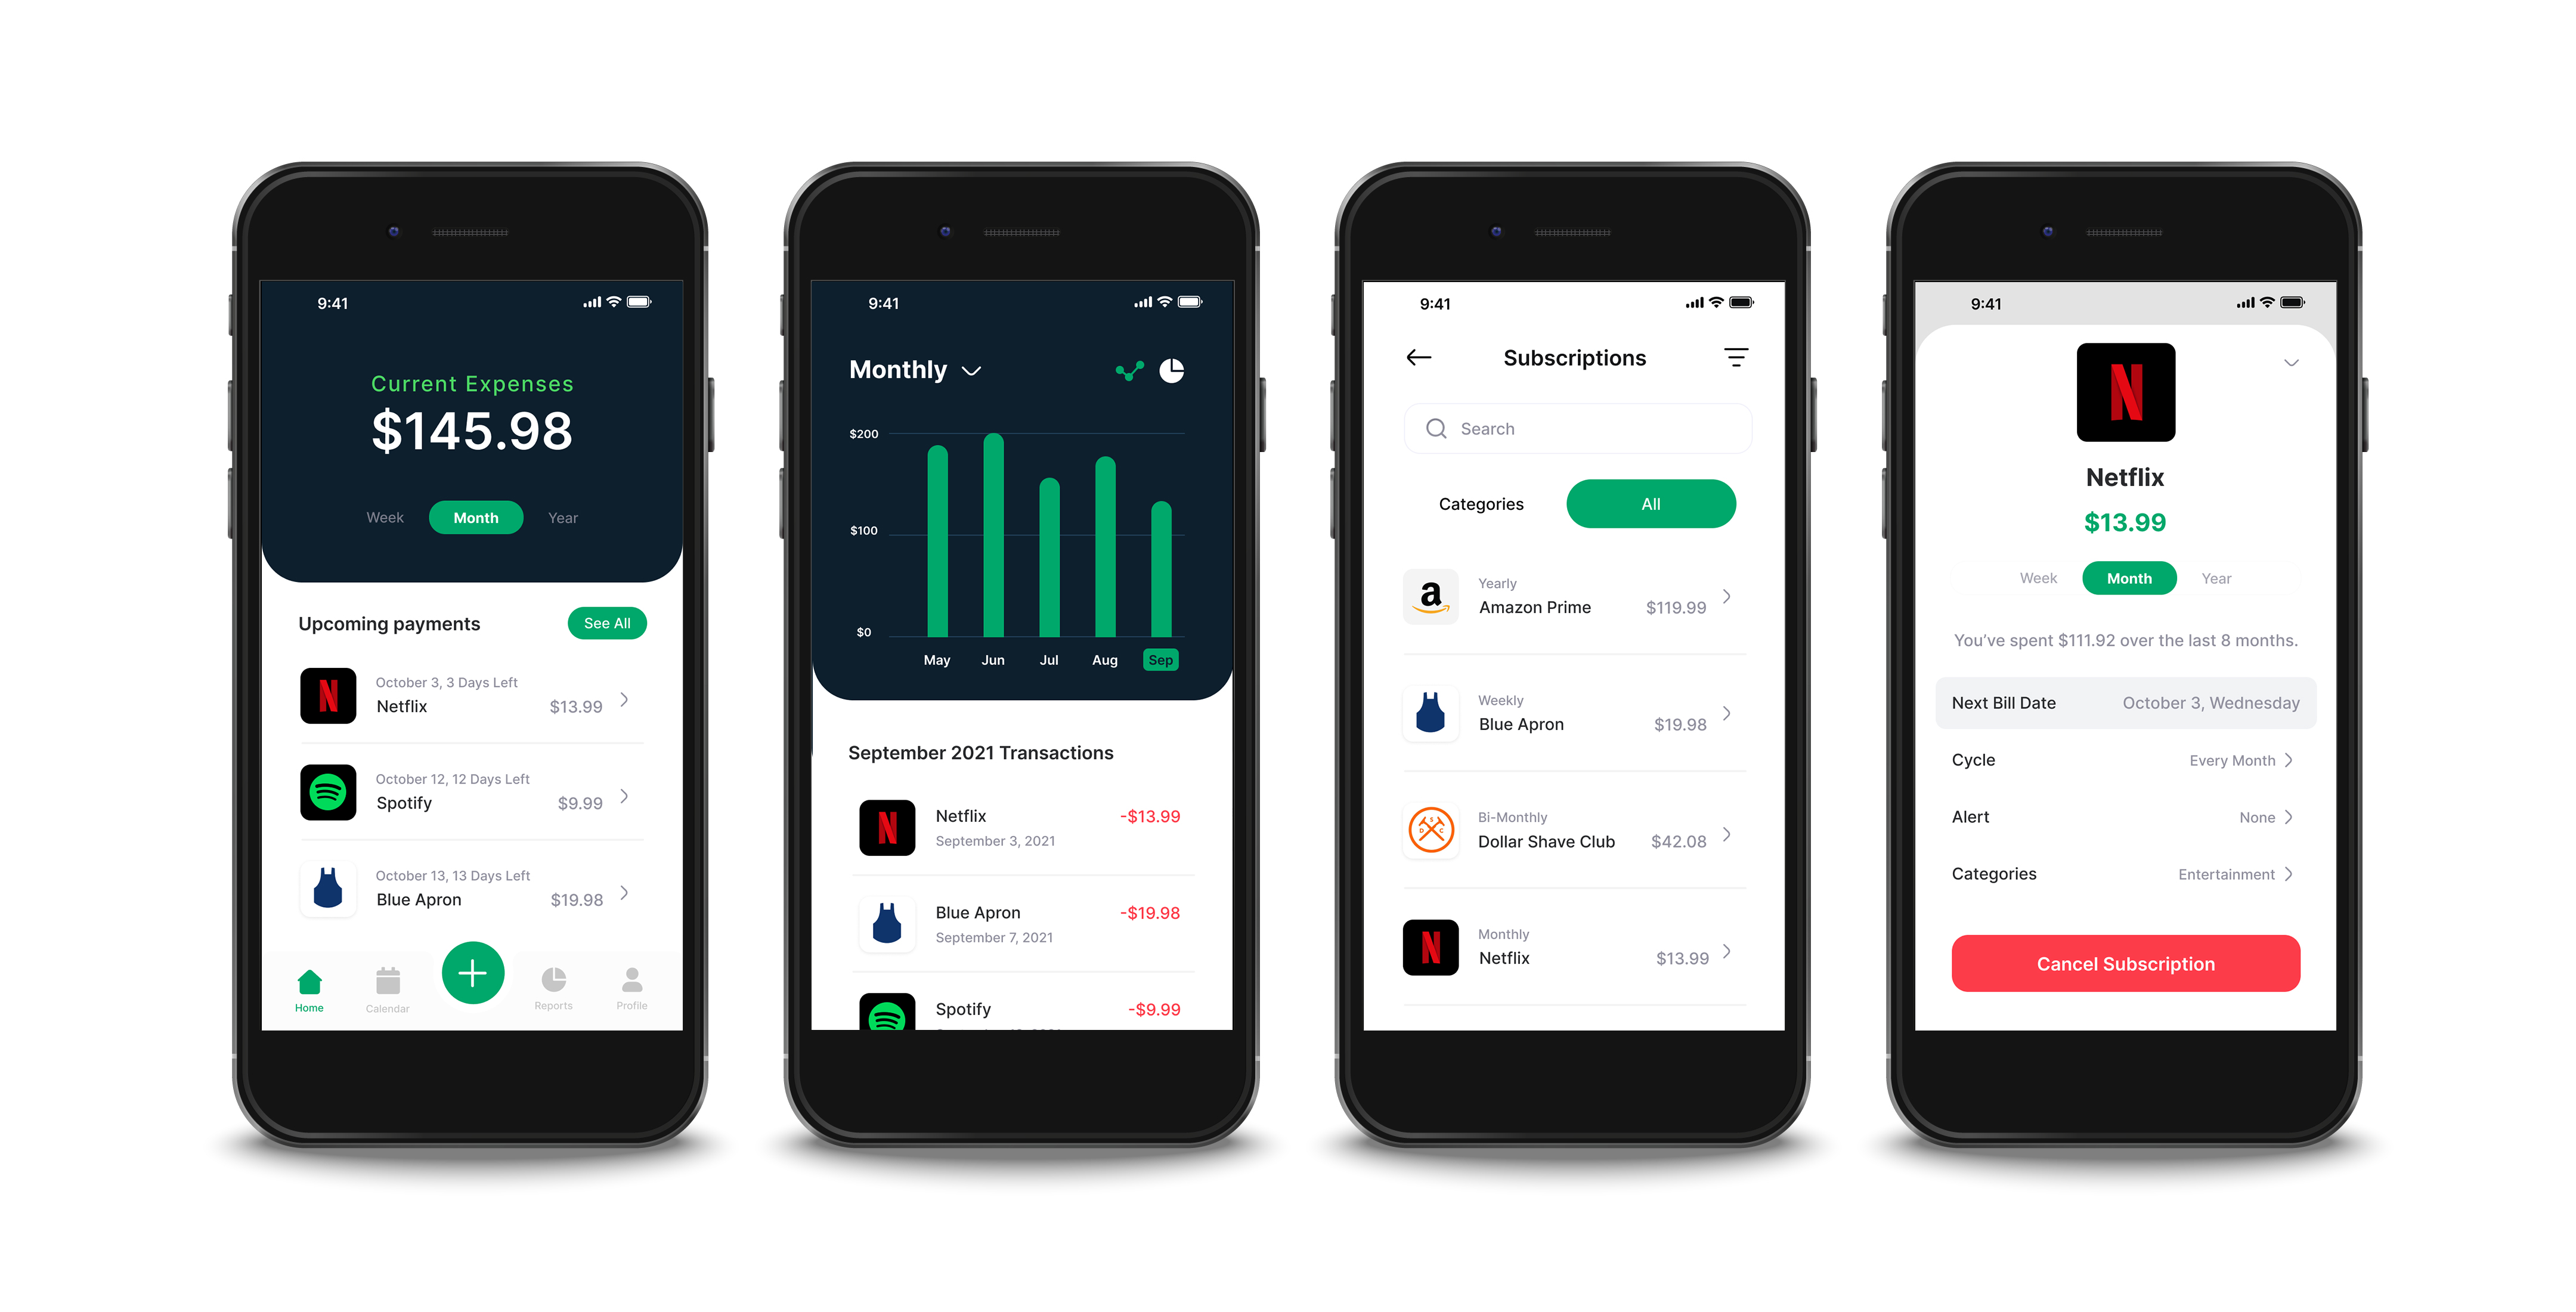 9:41
Current Expenses
$145.98
Week Month Year
Upcoming payments See All
October 3, 3 Days Left
Netflix $13.99
October 12, 12 Days Left
Spotify $9.99
October 13, 13 Days Left
Blue Apron $19.98
Home Calendar Reports Profile
9:41
Monthly
$200
$100
$0
May Jun Jul Aug Sep
September 2021 Transactions
Netflix -$13.99
September 3, 2021
Blue Apron -$19.98
September 7, 2021
Spotify -$9.99
9:41
Subscriptions
Search
Categories All
a
Yearly
Amazon Prime $119.99
Weekly
Blue Apron $19.98
D S C
Bi-Monthly
Dollar Shave Club $42.08
Monthly
Netflix $13.99
9:41
Netflix
$13.99
Week Month Year
You’ve spent $111.92 over the last 8 months.
Next Bill Date October 3, Wednesday
Cycle Every Month
Alert None
Categories Entertainment
Cancel Subscription